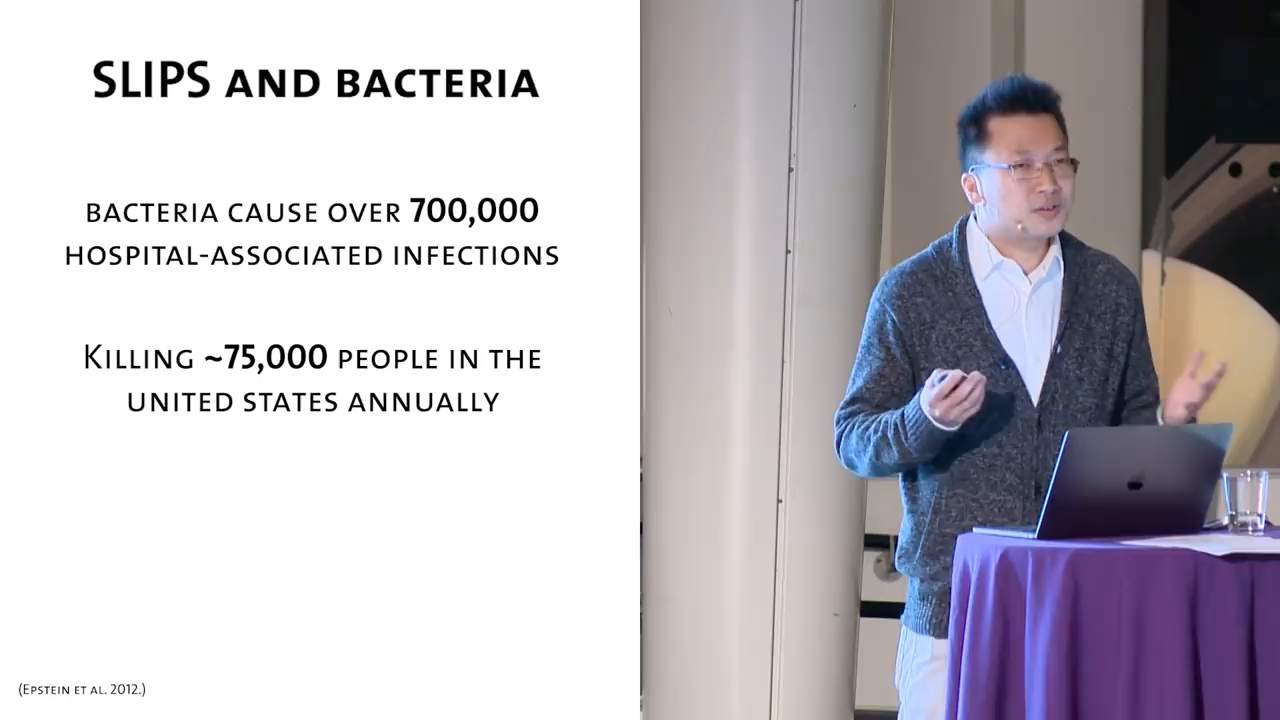 SLIPS AND BACTERIA
BACTERIA CAUSE OVER 700,000
HOSPITAL-ASSOCIATED INFECTIONS
KILLING ~75,000 PEOPLE IN THE
UNITED STATES ANNUALLY
(EPSTEIN ET AL. 2012.)